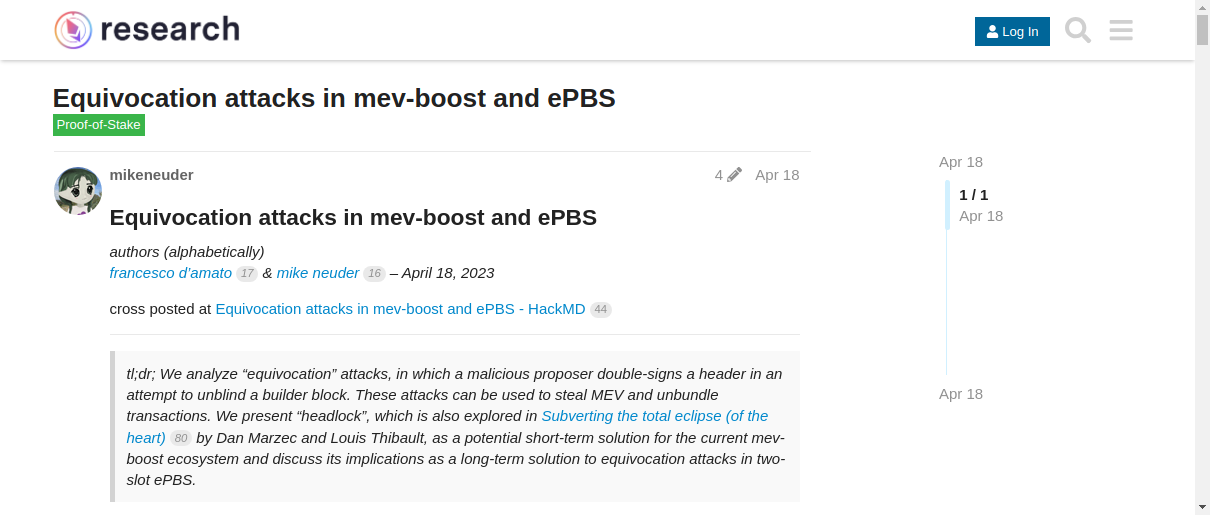 research
Log In
Equivocation attacks in mev-boost and ePBS
Proof-of-Stake
mikeneuder
4
Apr 18
Equivocation attacks in mev-boost and ePBS
authors (alphabetically)
francesco d’amato 17 & mike neuder 16 – April 18, 2023
cross posted at Equivocation attacks in mev-boost and ePBS - HackMD 44
tl;dr; We analyze “equivocation” attacks, in which a malicious proposer double-signs a header in an
attempt to unblind a builder block. These attacks can be used to steal MEV and unbundle
transactions. We present “headlock”, which is also explored in Subverting the total eclipse (of the
heart) 80 by Dan Marzec and Louis Thibault, as a potential short-term solution for the current mev-
boost ecosystem and discuss its implications as a long-term solution to equivocation attacks in two-
slot ePBS.
Apr 18
1 / 1
Apr 18
Apr 18